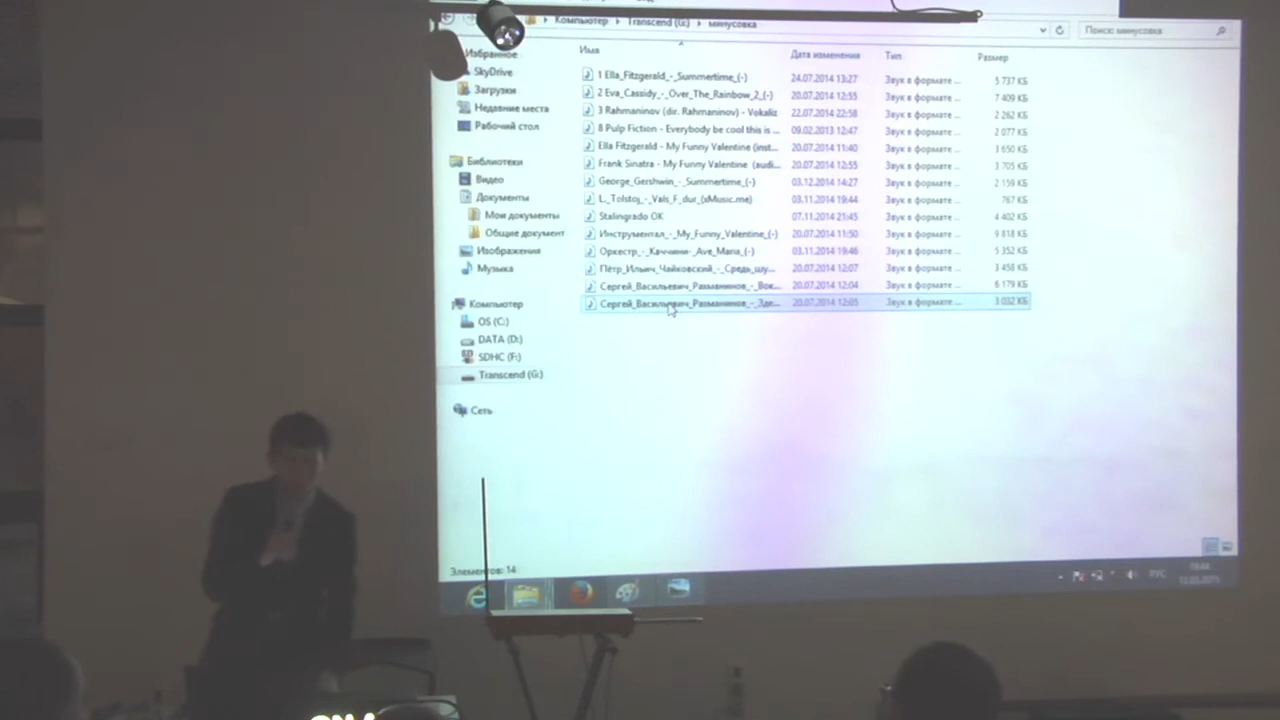 Компьютер ▸ Transcend (G:) ▸ минусовка
Поиск: минусовка
Избранное
SkyDrive
Загрузки
Недавние места
Рабочий стол
Библиотеки
Видео
Документы
Мои документы
Общие документ
Изображения
Музыка
Компьютер
OS (C:)
DATA (D:)
SDHC (F:)
Transcend (G:)
Сеть
Имя Дата изменения Тип Размер
1 Ella_Fitzgerald_-_Summertime_(-) 24.07.2014 13:27 Звук в формате ... 5 737 КБ
2 Eva_Cassidy_-_Over_The_Rainbow_2_(-) 20.07.2014 12:55 Звук в формате ... 7 409 КБ
3 Rahmaninov (dir. Rahmaninov) - Vokaliz 22.07.2014 22:58 Звук в формате ... 2 262 КБ
8 Pulp Fiction - Everybody be cool this is ... 09.02.2013 12:47 Звук в формате ... 2 077 КБ
Ella Fitzgerald - My Funny Valentine (inst... 20.07.2014 11:40 Звук в формате ... 3 650 КБ
Frank Sinatra - My Funny Valentine (audi... 20.07.2014 12:55 Звук в формате ... 3 705 КБ
George_Gershwin_-_Summertime_(-) 03.12.2014 14:27 Звук в формате ... 2 159 КБ
L._Tolstoj_-_Vals_F_dur_(xMusic.me) 03.11.2014 19:44 Звук в формате ... 767 КБ
Stalingrado OK 07.11.2014 21:45 Звук в формате ... 4 402 КБ
Инструментал_-_My_Funny_Valentine_(-) 20.07.2014 11:50 Звук в формате ... 9 818 КБ
Оркестр_-_Каччини-_Ave_Maria_(-) 03.11.2014 19:46 Звук в формате ... 5 352 КБ
Пётр_Ильич_Чайковский_-_Средь_шу... 20.07.2014 12:07 Звук в формате ... 3 458 КБ
Сергей_Васильевич_Рахманинов_-_Вок... 20.07.2014 12:04 Звук в формате ... 6 179 КБ
Сергей_Васильевич_Рахманинов_-_Зде... 20.07.2014 12:05 Звук в формате ... 3 032 КБ
Элементов: 14
РУС